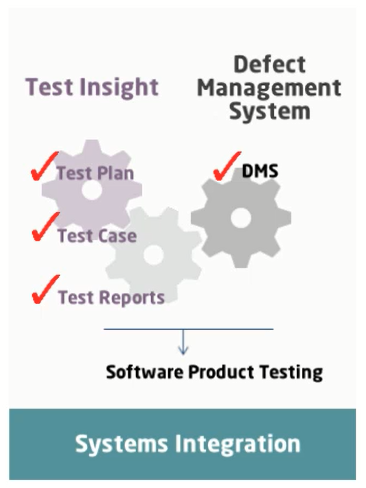 Test Insight
Defect
Management
System
Test Plan
DMS
Test Case
Test Reports
Software Product Testing
Systems Integration